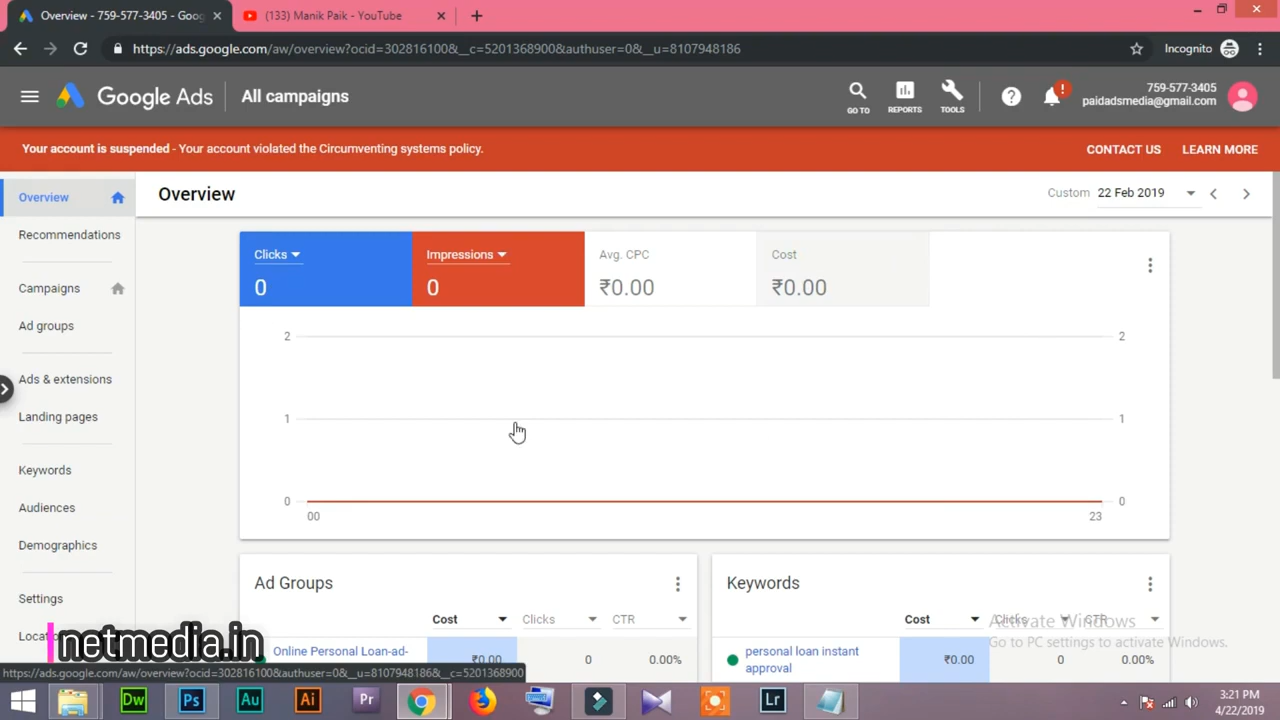 Overview - 759-577-3405 - Goog
(133) Manik Paik - YouTube
https://ads.google.com/aw/overview?ocid=302816100&__c=5201368900&authuser=0&__u=8107948186
Incognito
Google Ads
All campaigns
GO TO
REPORTS
TOOLS
759-577-3405
paidadsmedia@gmail.com
Your account is suspended - Your account violated the Circumventing systems policy.
CONTACT US
LEARN MORE
Overview
Recommendations
Campaigns
Ad groups
Ads & extensions
Landing pages
Keywords
Audiences
Demographics
Settings
Overview
Custom 22 Feb 2019
Clicks
0
Impressions
0
Avg. CPC
₹0.00
Cost
₹0.00
2
2
1
1
0
0
00
23
Ad Groups
Cost
Clicks
CTR
Online Personal Loan-ad-
₹0.00
0
0.00%
Keywords
Cost
Clicks
CTR
personal loan instant
approval
₹0.00
0
0.00%
Activate Windows
Go to PC settings to activate Windows.
netmedia.in
https://ads.google.com/aw/overview?ocid=302816100&authuser=0&__u=8107948186&__c=5201368900
Dw
Ps
Au
Ai
Pr
Lr
3:21 PM
4/22/2019